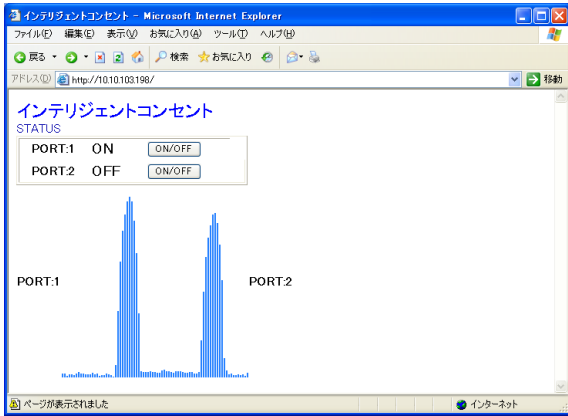 インテリジェントコンセント - Microsoft Internet Explorer
ファイル(F) 編集(E) 表示(V) お気に入り(A) ツール(T) ヘルプ(H)
戻る 検索 お気に入り
アドレス(D) http://10.10.103.198/ 移動
インテリジェントコンセント
STATUS
PORT:1 ON ON/OFF
PORT:2 OFF ON/OFF
PORT:1 PORT:2
ページが表示されました インターネット